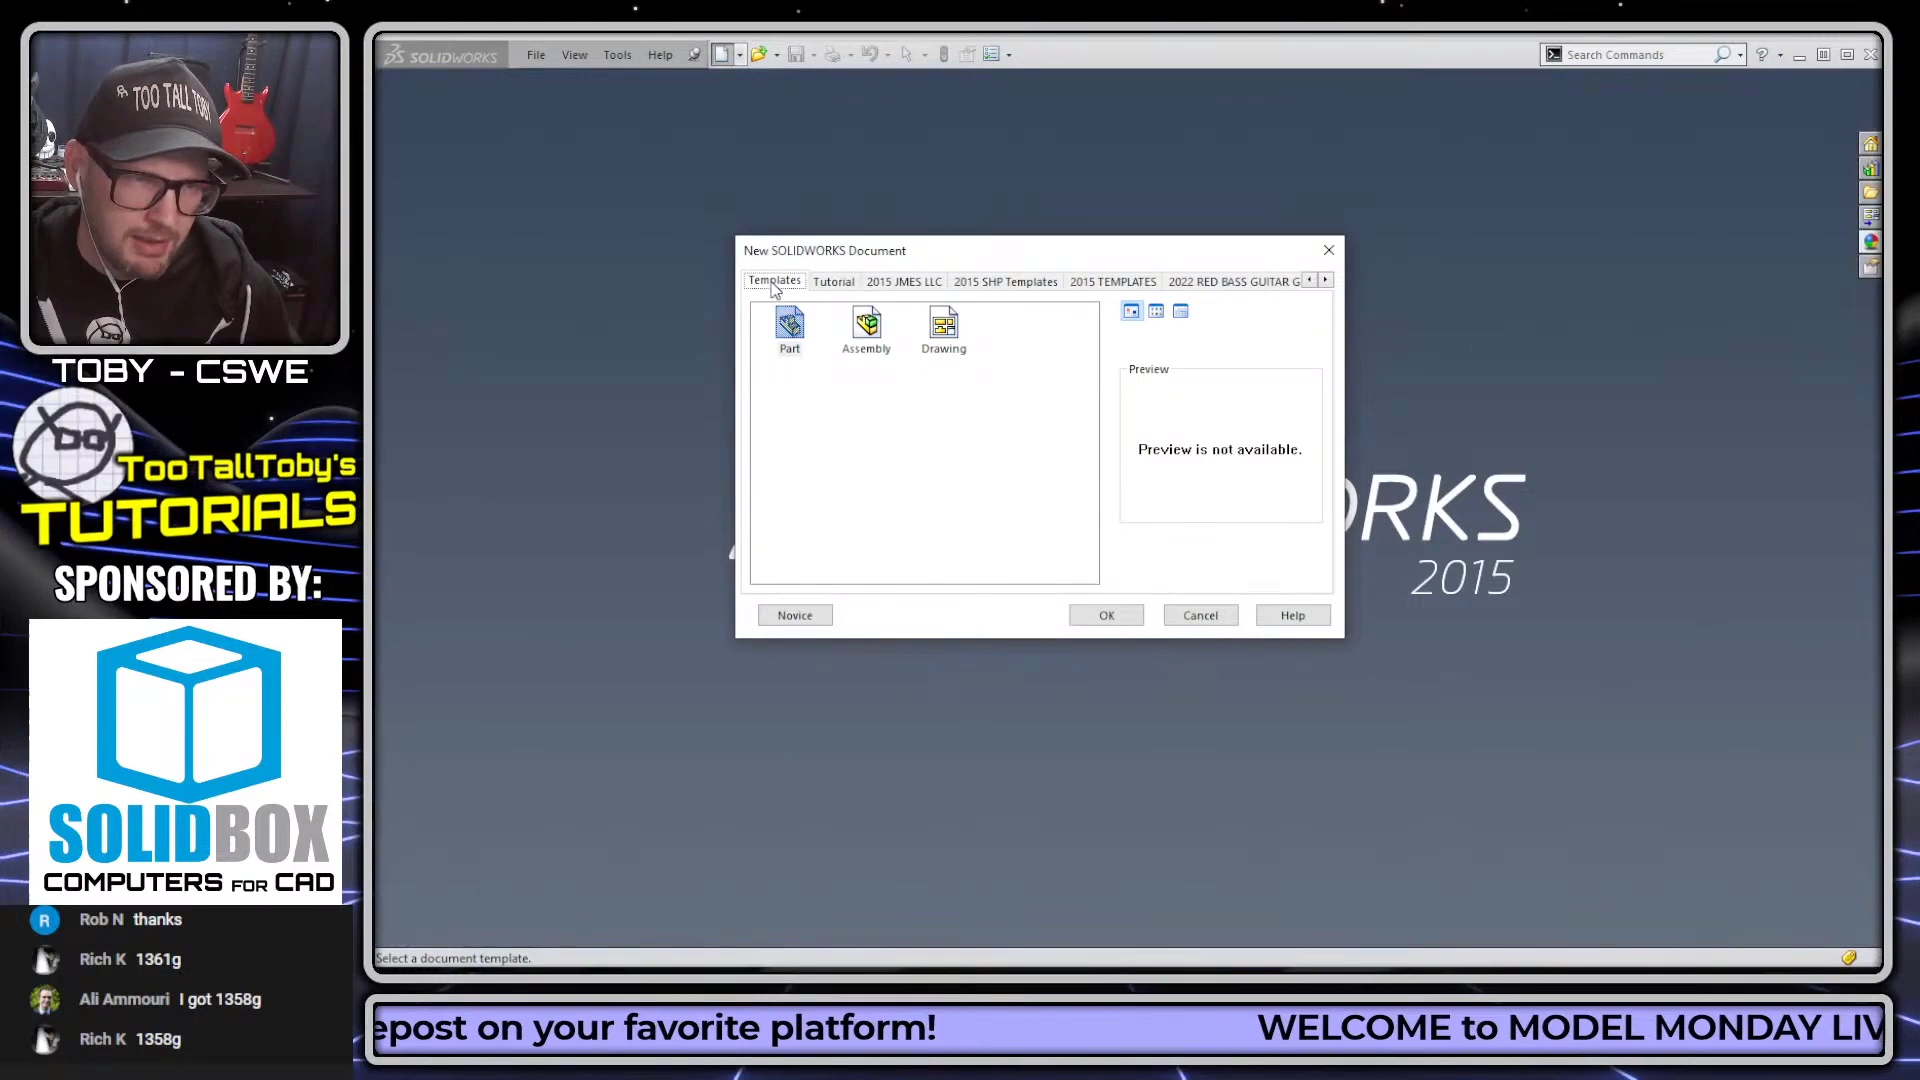 TOO TALL TOBY
TOBY - CSWE
TooTallToby's
TUTORIALS
SPONSORED BY:
SOLIDBOX
COMPUTERS FOR CAD
Rob N thanks
Rich K 1361g
Ali Ammouri I got 1358g
Rich K 1358g
SOLIDWORKS File View Tools Help
Search Commands
New SOLIDWORKS Document
Templates Tutorial 2015 JMES LLC 2015 SHP Templates 2015 TEMPLATES 2022 RED BASS GUITAR G
Part Assembly Drawing
Preview
Preview is not available.
Novice OK Cancel Help
ORKS
2015
Select a document template.
epost on your favorite platform! WELCOME to MODEL MONDAY LIV